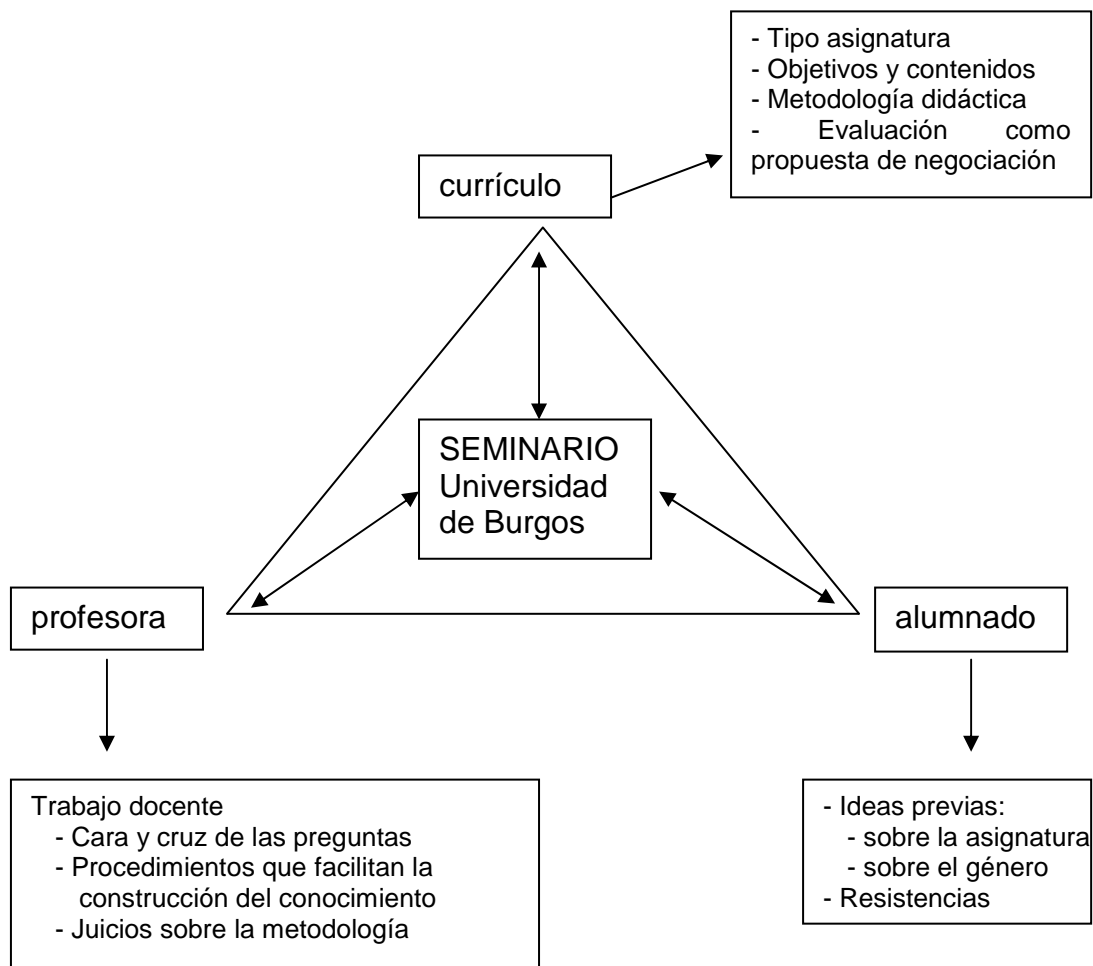 - Tipo asignatura
- Objetivos y contenidos
- Metodología didáctica
- Evaluación como
propuesta de negociación
currículo
SEMINARIO
Universidad
de Burgos
profesora
alumnado
Trabajo docente
- Cara y cruz de las preguntas
- Procedimientos que facilitan la
construcción del conocimiento
- Juicios sobre la metodología
- Ideas previas:
- sobre la asignatura
- sobre el género
- Resistencias